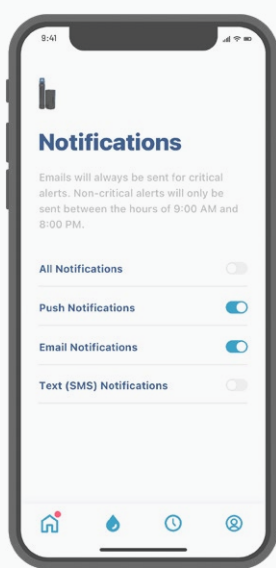 9:41
Notifications
Emails will always be sent for critical
alerts. Non-critical alerts will only be
sent between the hours of 9:00 AM and
8:00 PM.
All Notifications
Push Notifications
Email Notifications
Text (SMS) Notifications